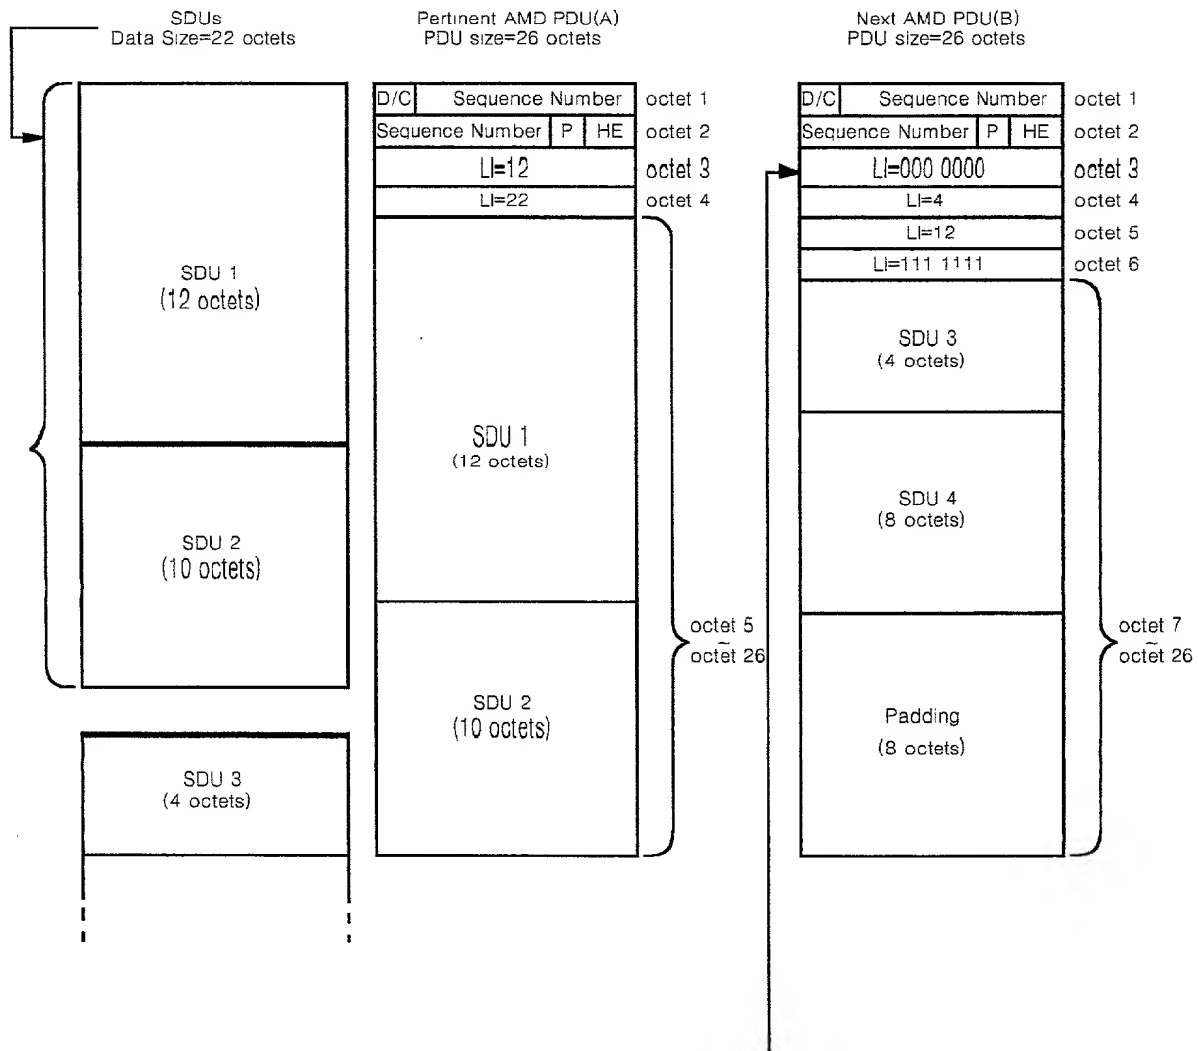 SDUs
Data Size=22 octets
SDU 1
(12 octets)
SDU 2
(10 octets)
SDU 3
(4 octets)
Pertinent AMD PDU(A)
PDU size=26 octets
D/C Sequence Number octet 1
Sequence Number P HE octet 2
LI=12 octet 3
LI=22 octet 4
SDU 1
(12 octets)
SDU 2
(10 octets)
octet 5
~
octet 26
Next AMD PDU(B)
PDU size=26 octets
D/C Sequence Number octet 1
Sequence Number P HE octet 2
LI=000 0000 octet 3
LI=4 octet 4
LI=12 octet 5
LI=111 1111 octet 6
SDU 3
(4 octets)
SDU 4
(8 octets)
Padding
(8 octets)
octet 7
~
octet 26